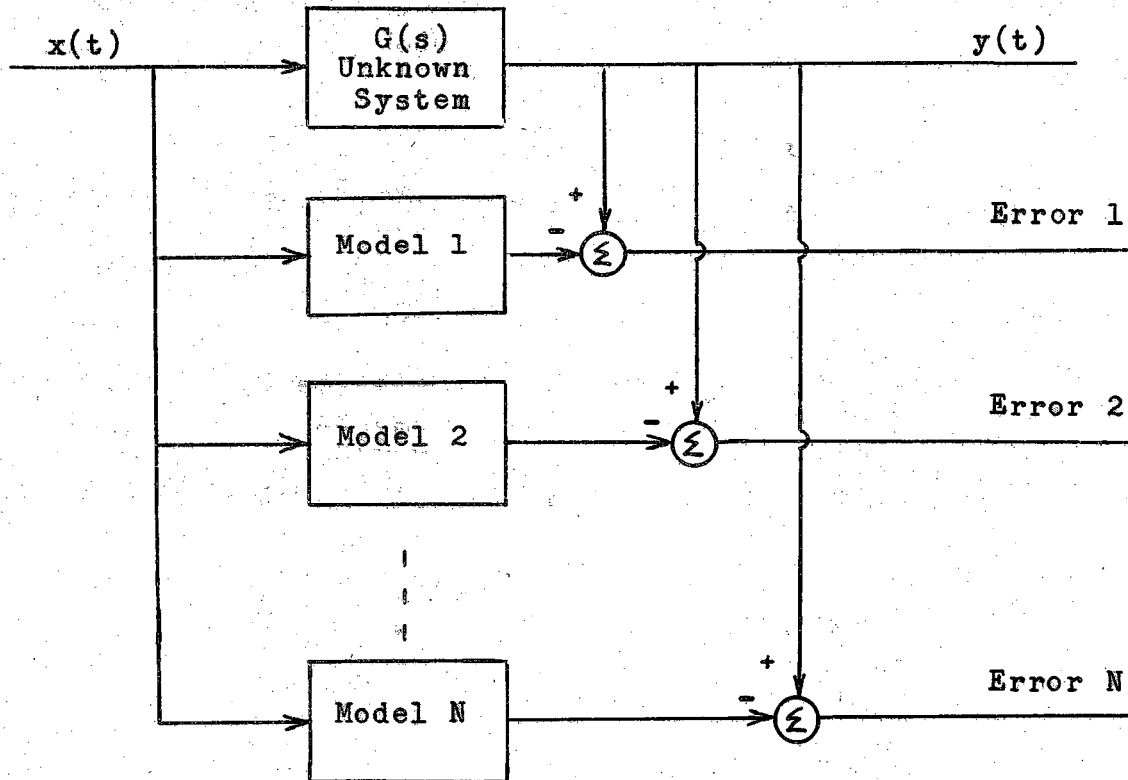 x(t)
G(s)
Unknown
System
y(t)
+
-
Model 1
Σ
Error 1
+
-
Model 2
Σ
Error 2
+
-
Model N
Σ
Error N